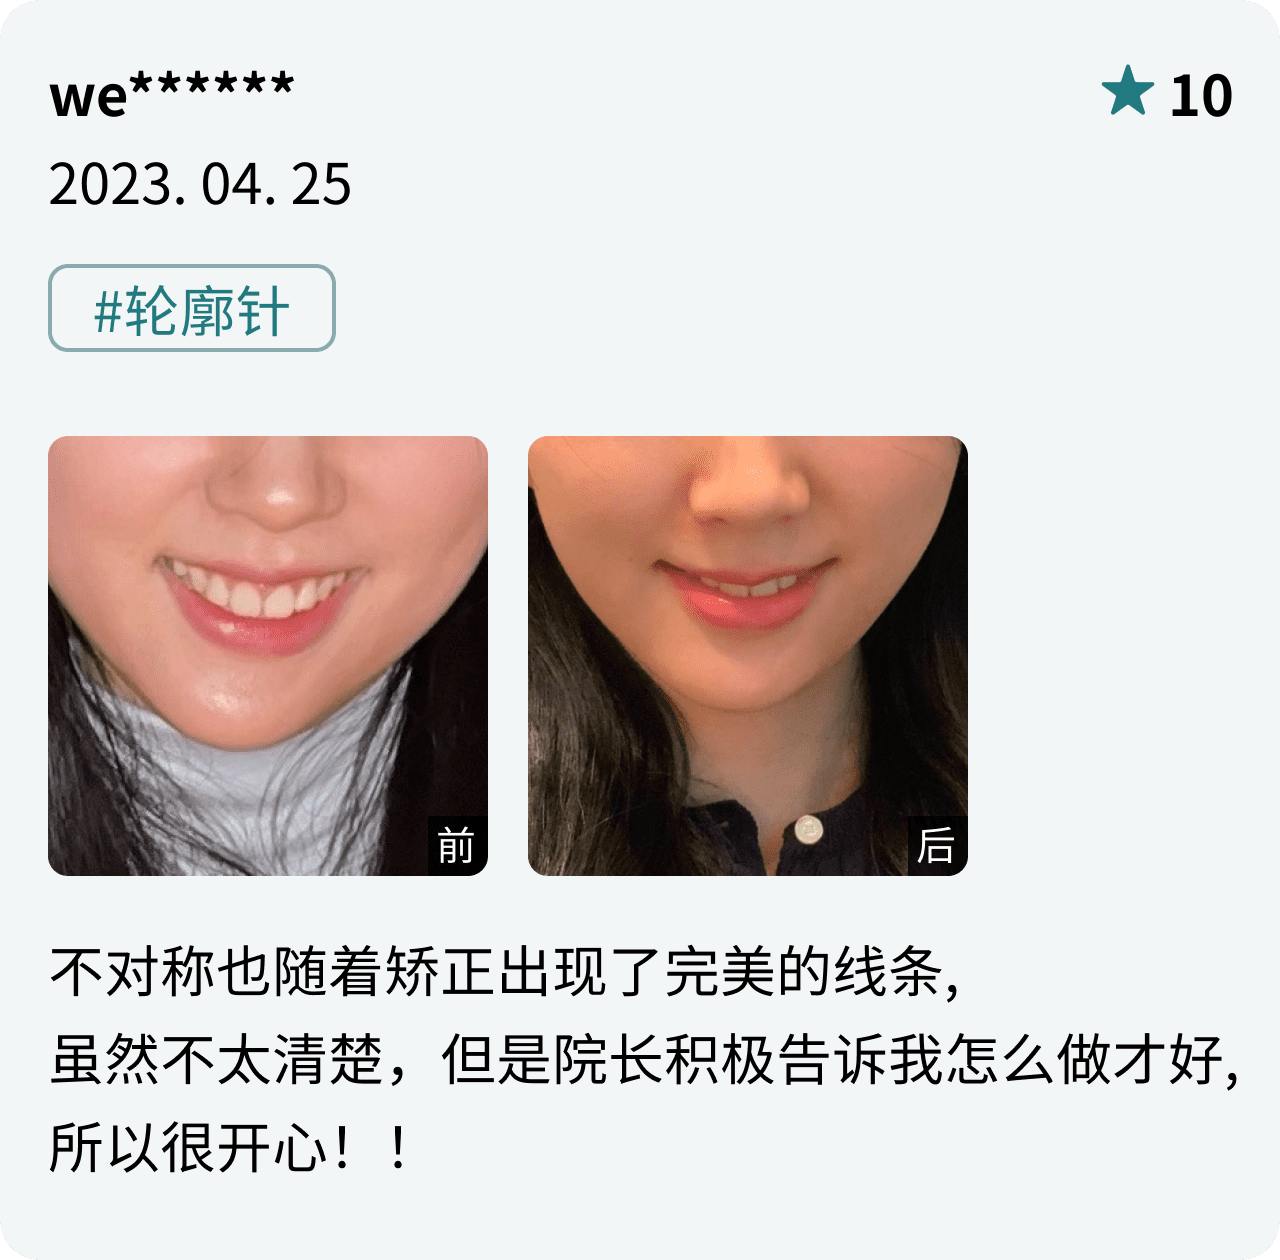 we******
★ 10
2023. 04. 25
#轮廓针
前
后
不对称也随着矫正出现了完美的线条,
虽然不太清楚，但是院长积极告诉我怎么做才好,
所以很开心！！